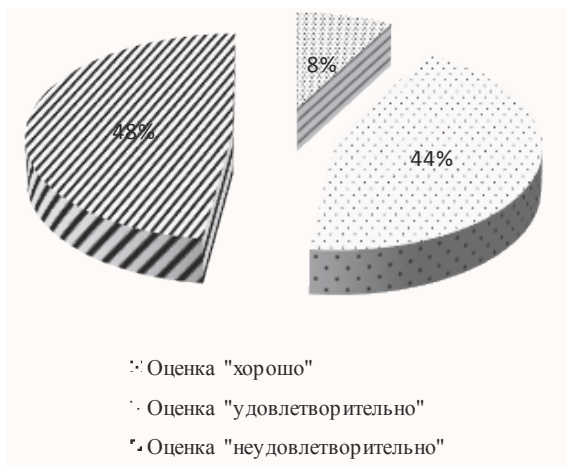 8%
48%
44%
Оценка "хорошо"
Оценка "удовлетворительно"
Оценка "неудовлетворительно"